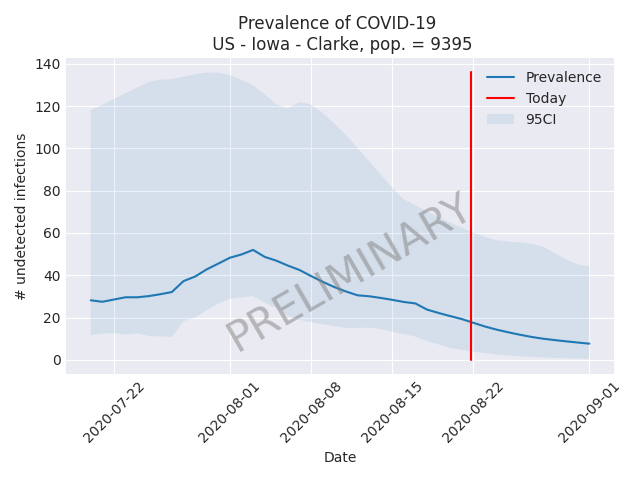 Prevalence of COVID-19
US - Iowa - Clarke, pop. = 9395
# undetected infections
140
120
100
80
60
40
20
0
Prevalence
Today
95CI
PRELIMINARY
2020-07-22
2020-08-01
2020-08-08
2020-08-15
2020-08-22
2020-09-01
Date